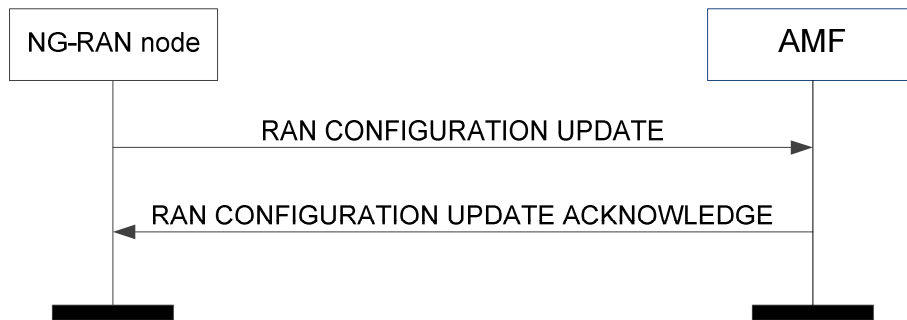 NG-RAN node
AMF
RAN CONFIGURATION UPDATE
RAN CONFIGURATION UPDATE ACKNOWLEDGE